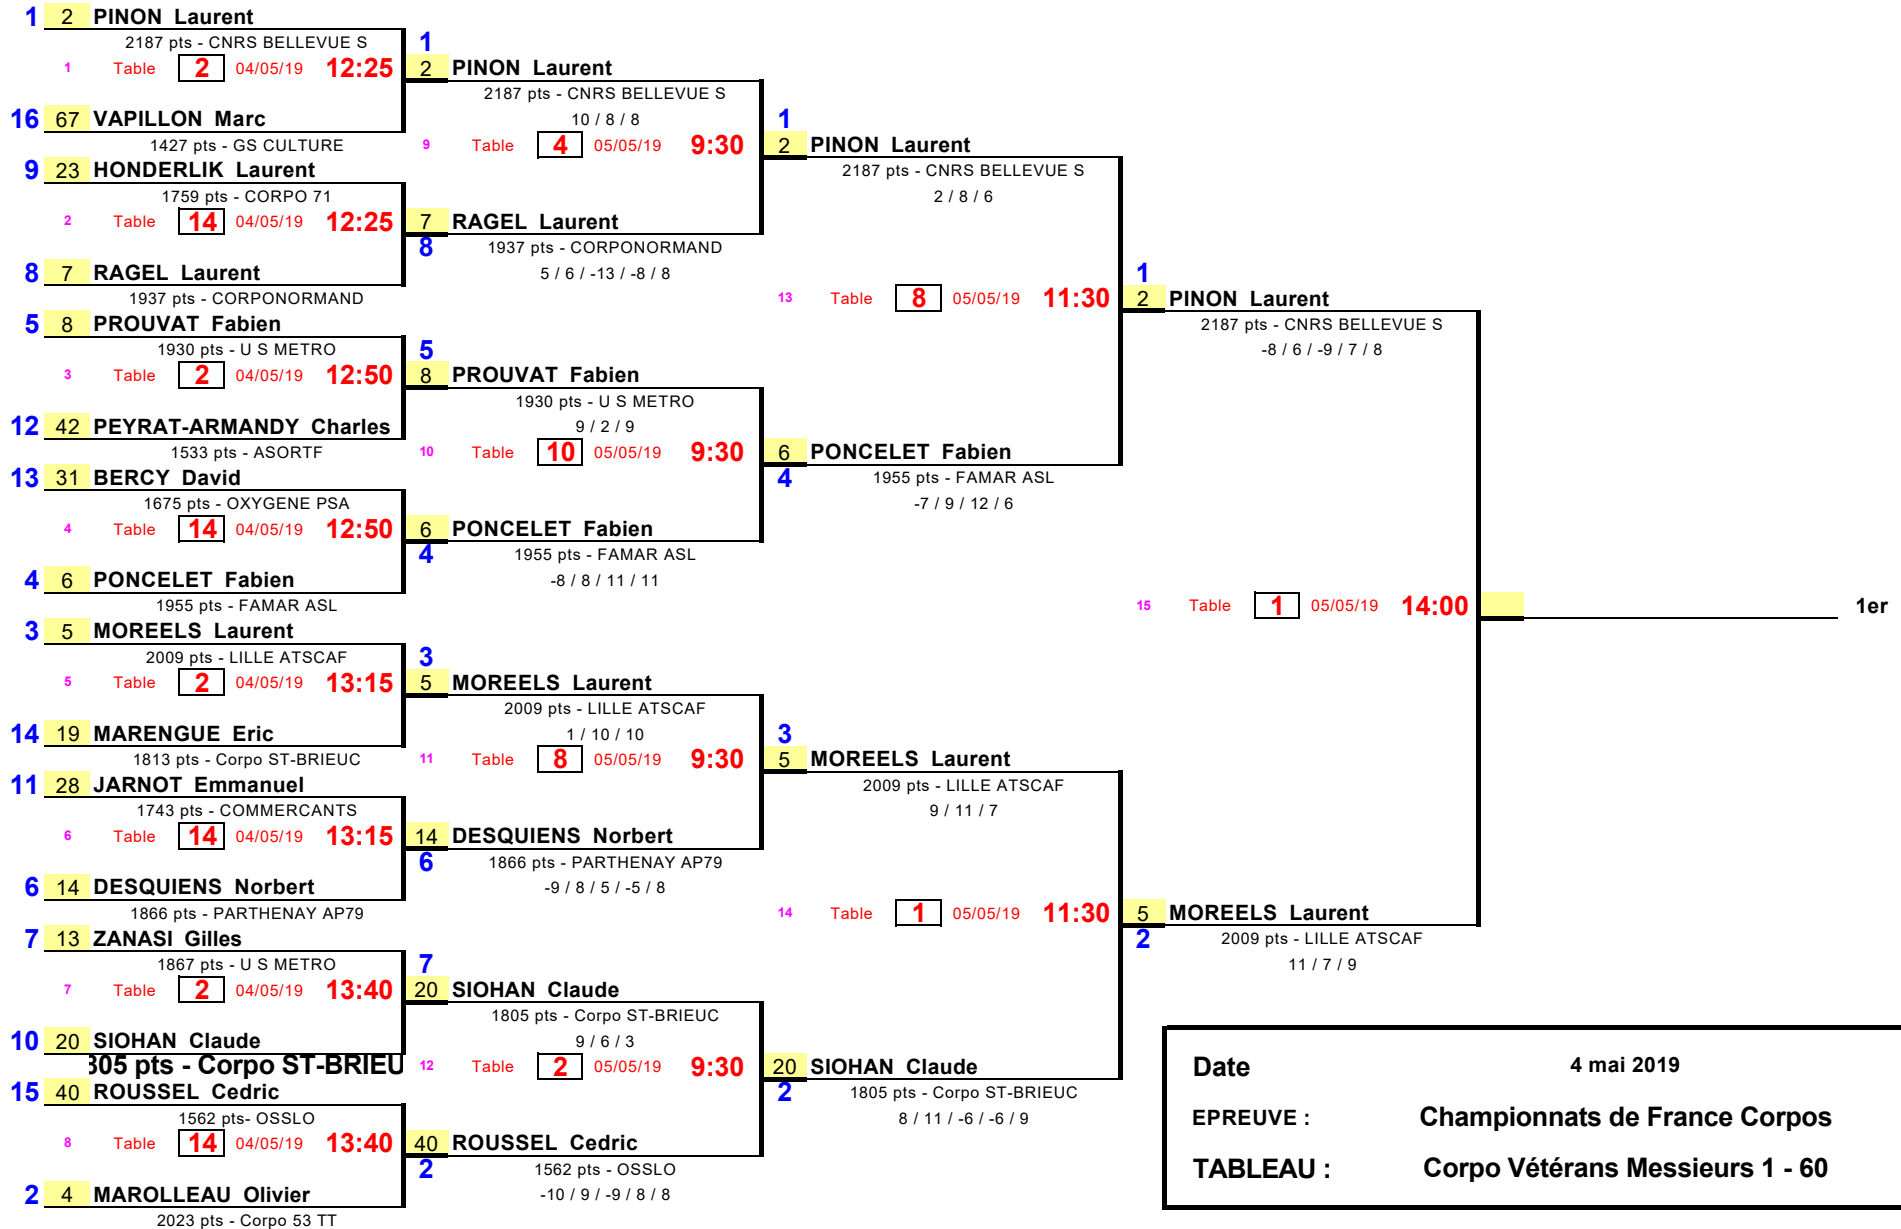 1 2 PINON Laurent
2187 pts - CNRS BELLEVUE S
1 Table 2 04/05/19 12:25
16 67 VAPILLON Marc
1427 pts - GS CULTURE
9 23 HONDERLIK Laurent
1759 pts - CORPO 71
2 Table 14 04/05/19 12:25
8 7 RAGEL Laurent
1937 pts - CORPONORMAND
5 8 PROUVAT Fabien
1930 pts - U S METRO
3 Table 2 04/05/19 12:50
12 42 PEYRAT-ARMANDY Charles
1533 pts - ASORTF
13 31 BERCY David
1675 pts - OXYGENE PSA
4 Table 14 04/05/19 12:50
4 6 PONCELET Fabien
1955 pts - FAMAR ASL
3 5 MOREELS Laurent
2009 pts - LILLE ATSCAF
5 Table 2 04/05/19 13:15
14 19 MARENGUE Eric
1813 pts - Corpo ST-BRIEUC
11 28 JARNOT Emmanuel
1743 pts - COMMERCANTS
6 Table 14 04/05/19 13:15
6 14 DESQUIENS Norbert
1866 pts - PARTHENAY AP79
7 13 ZANASI Gilles
1867 pts - U S METRO
7 Table 2 04/05/19 13:40
10 20 SIOHAN Claude
805 pts - Corpo ST-BRIEU
15 40 ROUSSEL Cedric
1562 pts- OSSLO
8 Table 14 04/05/19 13:40
2 4 MAROLLEAU Olivier
2023 pts - Corpo 53 TT
1
2 PINON Laurent
2187 pts - CNRS BELLEVUE S
10 / 8 / 8
9 Table 4 05/05/19 9:30
7 RAGEL Laurent
8
1937 pts - CORPONORMAND
5 / 6 / -13 / -8 / 8
5
8 PROUVAT Fabien
1930 pts - U S METRO
9 / 2 / 9
10 Table 10 05/05/19 9:30
6 PONCELET Fabien
4
1955 pts - FAMAR ASL
-8 / 8 / 11 / 11
3
5 MOREELS Laurent
2009 pts - LILLE ATSCAF
1 / 10 / 10
11 Table 8 05/05/19 9:30
14 DESQUIENS Norbert
6
1866 pts - PARTHENAY AP79
-9 / 8 / 5 / -5 / 8
7
20 SIOHAN Claude
1805 pts - Corpo ST-BRIEUC
9 / 6 / 3
12 Table 2 05/05/19 9:30
40 ROUSSEL Cedric
2
1562 pts - OSSLO
-10 / 9 / -9 / 8 / 8
1
2 PINON Laurent
2187 pts - CNRS BELLEVUE S
2 / 8 / 6
13 Table 8 05/05/19 11:30
6 PONCELET Fabien
4
1955 pts - FAMAR ASL
-7 / 9 / 12 / 6
3
5 MOREELS Laurent
2009 pts - LILLE ATSCAF
9 / 11 / 7
14 Table 1 05/05/19 11:30
20 SIOHAN Claude
2
1805 pts - Corpo ST-BRIEUC
8 / 11 / -6 / -6 / 9
1
2 PINON Laurent
2187 pts - CNRS BELLEVUE S
-8 / 6 / -9 / 7 / 8
15 Table 1 05/05/19 14:00
5 MOREELS Laurent
2
2009 pts - LILLE ATSCAF
11 / 7 / 9
1er
Date 4 mai 2019
EPREUVE : Championnats de France Corpos
TABLEAU : Corpo Vétérans Messieurs 1 - 60